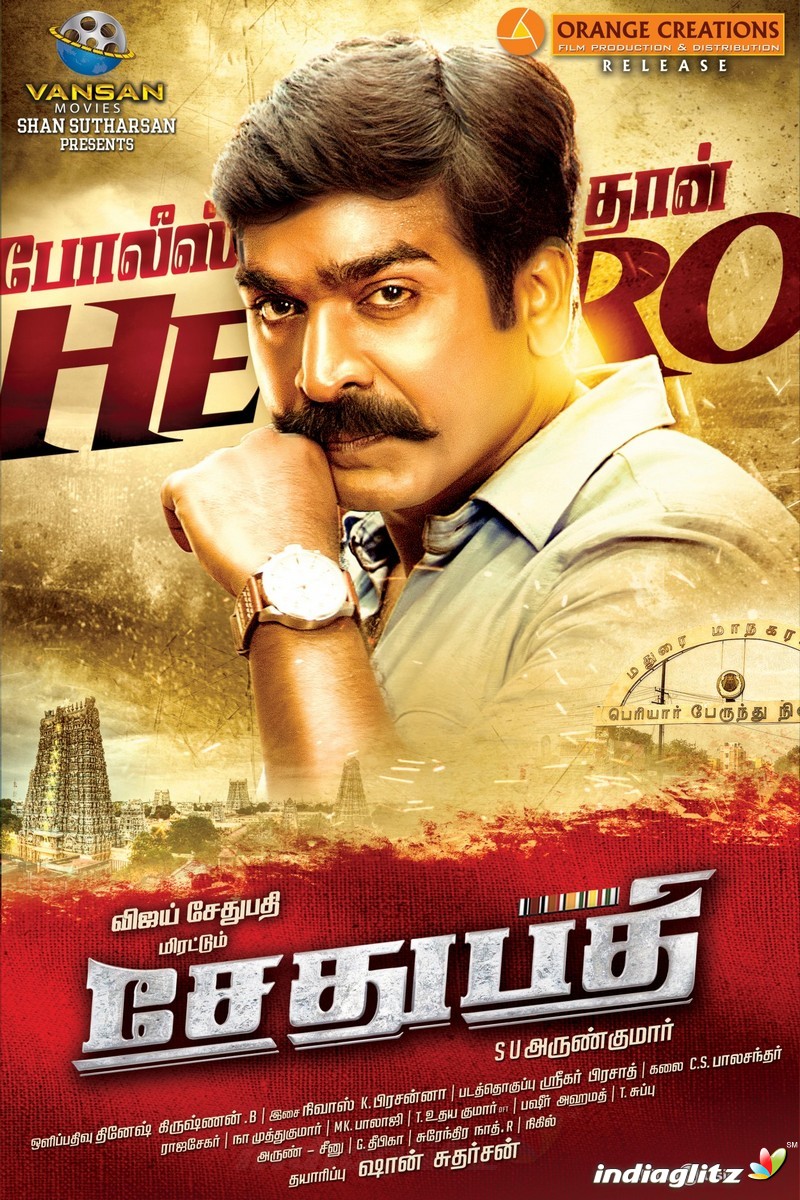 VANSAN
MOVIES
SHAN SUTHARSAN
PRESENTS
ORANGE CREATIONS
FILM PRODUCTION & DISTRIBUTION
RELEASE
போலீஸ் தான்
HERO
மதுரை மாநகர
பெரியார் பேருந்து நிலை
விஜய் சேதுபதி
மிரட்டும்
சேதுபதி
S U அருண்குமார்
ஒளிப்பதிவு தினேஷ் கிருஷ்ணன் .B | இசை நிவாஸ் K. பிரசன்னா | படத்தொகுப்பு ஸ்ரீகர் பிரசாத் | கலை C.S. பாலசந்தர்
ராஜசேகர் | நா முத்துகுமார் | MK. பாலாஜி | T. உதய குமார் DFT | பஷீர் அஹமத் | T. சுப்பு
அருண் - சீனு | G. தீபிகா | சுரேந்திர நாத். R | நிகில்
தயாரிப்பு ஷான் சுதர்சன்
indiaglitz
SM